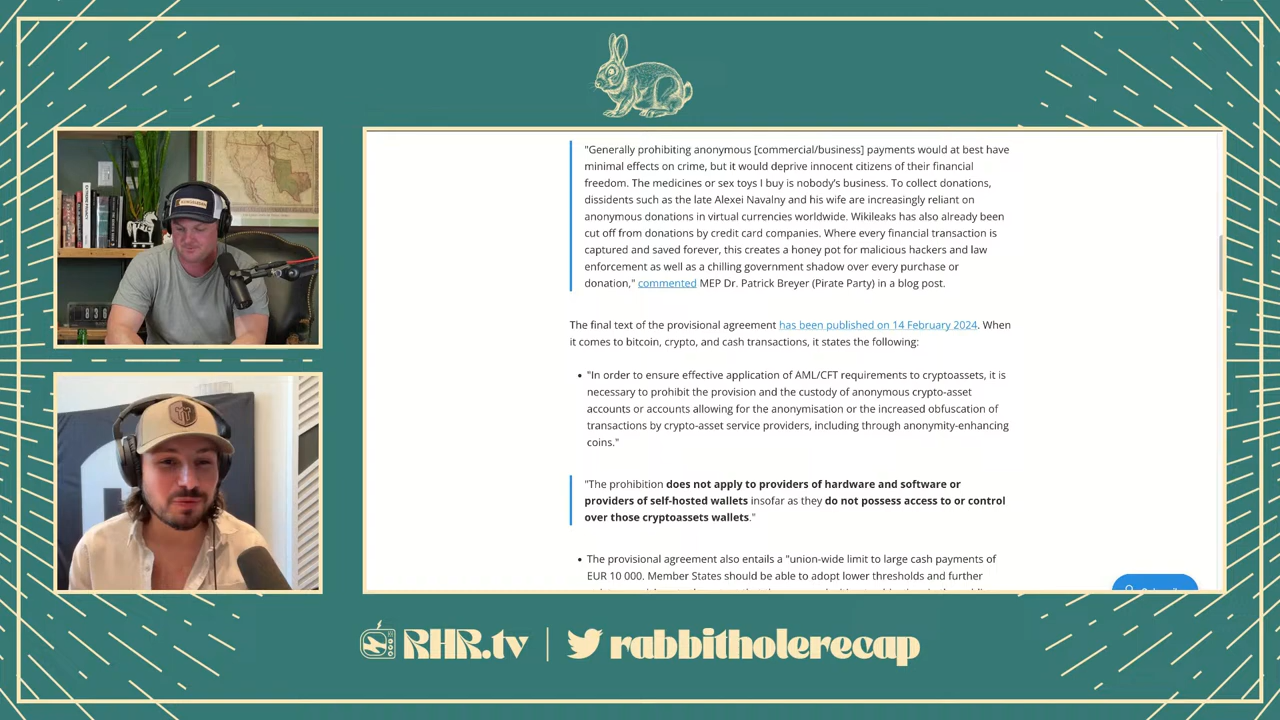 "Generally prohibiting anonymous [commercial/business] payments would at best have
minimal effects on crime, but it would deprive innocent citizens of their financial
freedom. The medicines or sex toys I buy is nobody's business. To collect donations,
dissidents such as the late Alexei Navalny and his wife are increasingly reliant on
anonymous donations in virtual currencies worldwide. Wikileaks has also already been
cut off from donations by credit card companies. Where every financial transaction is
captured and saved forever, this creates a honey pot for malicious hackers and law
enforcement as well as a chilling government shadow over every purchase or
donation," commented MEP Dr. Patrick Breyer (Pirate Party) in a blog post.
The final text of the provisional agreement has been published on 14 February 2024. When
it comes to bitcoin, crypto, and cash transactions, it states the following:
• "In order to ensure effective application of AML/CFT requirements to cryptoassets, it is
necessary to prohibit the provision and the custody of anonymous crypto-asset
accounts or accounts allowing for the anonymisation or the increased obfuscation of
transactions by crypto-asset service providers, including through anonymity-enhancing
coins."
"The prohibition does not apply to providers of hardware and software or
providers of self-hosted wallets insofar as they do not possess access to or control
over those cryptoassets wallets."
• The provisional agreement also entails a "union-wide limit to large cash payments of
EUR 10 000. Member States should be able to adopt lower thresholds and further
RHR.tv | rabbitholerecap